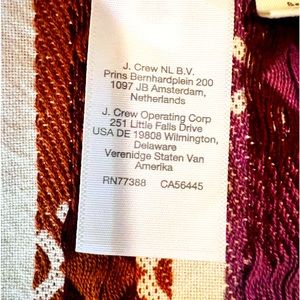 J. Crew NL B.V.
Prins Bernhardplein 200
1097 JB Amsterdam,
Netherlands
J. Crew Operating Corp
251 Little Falls Drive
USA DE 19808 Wilmington,
Delaware
Verenidge Staten Van
Amerika
RN77388 CA56445